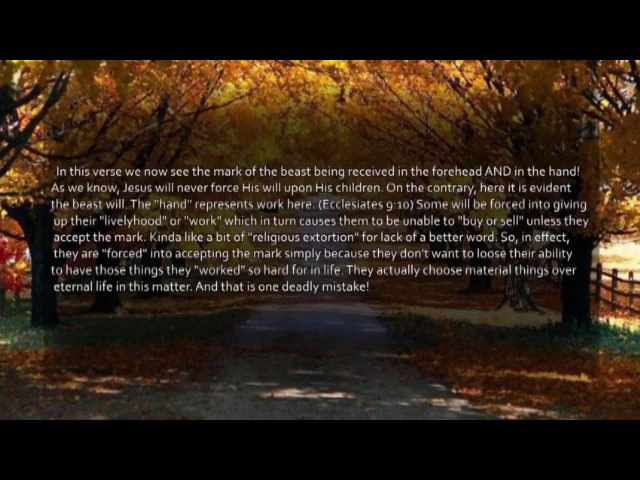 In this verse we now see the mark of the beast being received in the forehead AND in the hand!
As we know, Jesus will never force His will upon His children. On the contrary, here it is evident
the beast will. The "hand" represents work here. (Ecclesiates 9:10) Some will be forced into giving
up their "livelyhood" or "work" which in turn causes them to be unable to "buy or sell" unless they
accept the mark. Kinda like a bit of "religious extortion" for lack of a better word. So, in effect,
they are "forced" into accepting the mark simply because they don't want to loose their ability
to have those things they "worked" so hard for in life. They actually choose material things over
eternal life in this matter. And that is one deadly mistake!